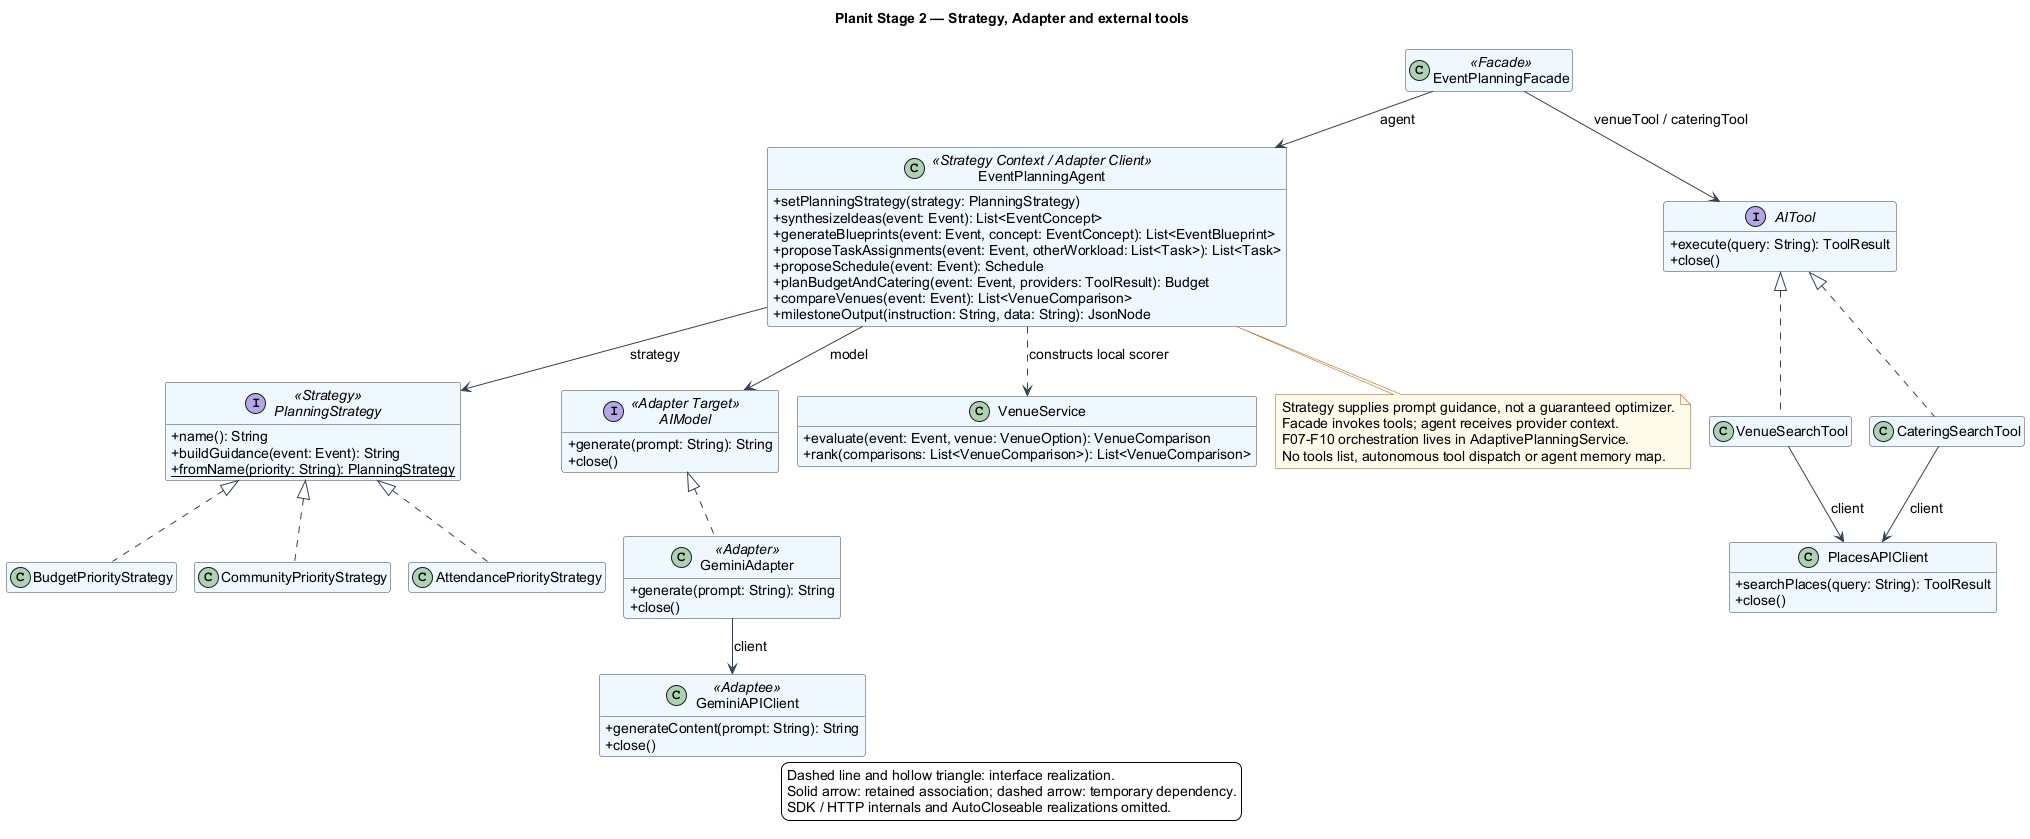 Planit Stage 2 — Strategy, Adapter and external tools
C
«Facade»
EventPlanningFacade
agent
venueTool / cateringTool
C
«Strategy Context / Adapter Client»
EventPlanningAgent
+setPlanningStrategy(strategy: PlanningStrategy)
+synthesizeIdeas(event: Event): List<EventConcept>
+generateBlueprints(event: Event, concept: EventConcept): List<EventBlueprint>
+proposeTaskAssignments(event: Event, otherWorkload: List<Task>): List<Task>
+proposeSchedule(event: Event): Schedule
+planBudgetAndCatering(event: Event, providers: ToolResult): Budget
+compareVenues(event: Event): List<VenueComparison>
+milestoneOutput(instruction: String, data: String): JsonNode
I
AITool
+execute(query: String): ToolResult
+close()
strategy
model
constructs local scorer
I
«Strategy»
PlanningStrategy
+name(): String
+buildGuidance(event: Event): String
+fromName(priority: String): PlanningStrategy
I
«Adapter Target»
AIModel
+generate(prompt: String): String
+close()
C
VenueService
+evaluate(event: Event, venue: VenueOption): VenueComparison
+rank(comparisons: List<VenueComparison>): List<VenueComparison>
Strategy supplies prompt guidance, not a guaranteed optimizer.
Facade invokes tools; agent receives provider context.
F07-F10 orchestration lives in AdaptivePlanningService.
No tools list, autonomous tool dispatch or agent memory map.
C
VenueSearchTool
C
CateringSearchTool
client
client
C
BudgetPriorityStrategy
C
CommunityPriorityStrategy
C
AttendancePriorityStrategy
C
«Adapter»
GeminiAdapter
+generate(prompt: String): String
+close()
C
PlacesAPIClient
+searchPlaces(query: String): ToolResult
+close()
client
C
«Adaptee»
GeminiAPIClient
+generateContent(prompt: String): String
+close()
Dashed line and hollow triangle: interface realization.
Solid arrow: retained association; dashed arrow: temporary dependency.
SDK / HTTP internals and AutoCloseable realizations omitted.